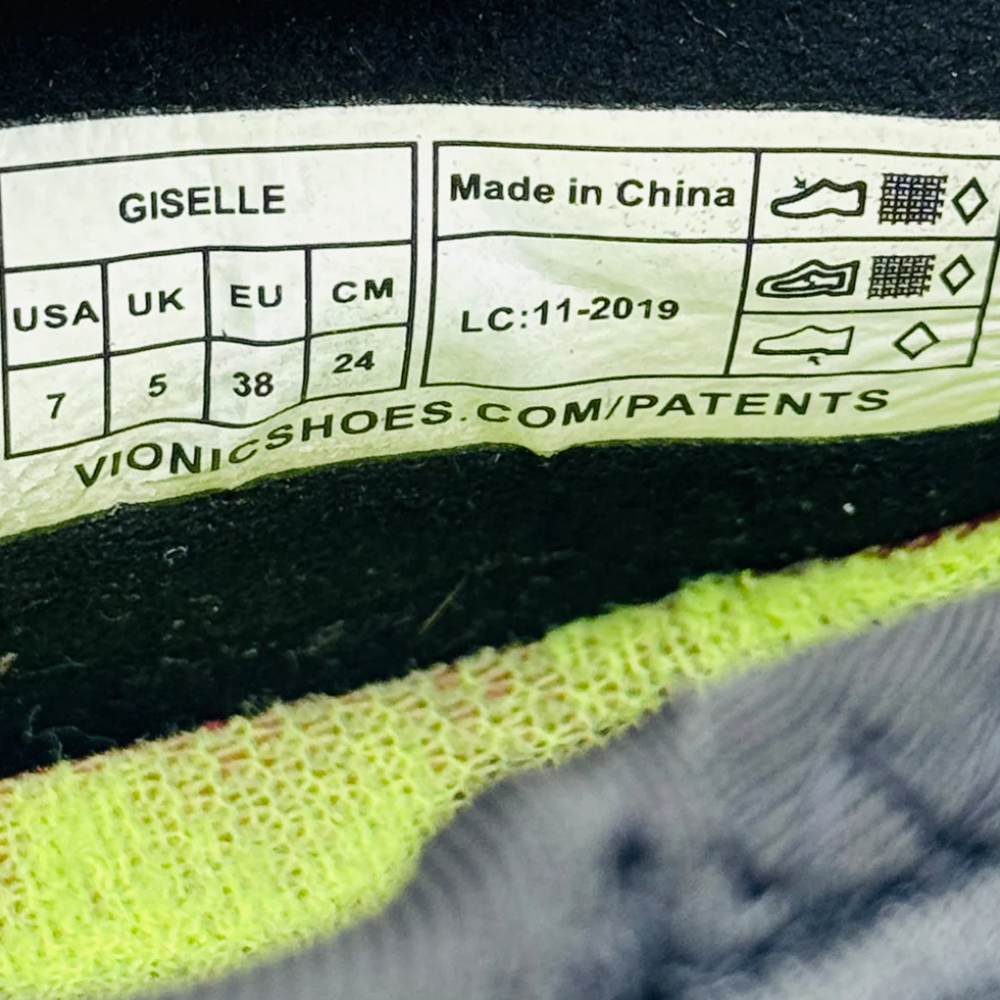 GISELLE
USA UK EU CM
7 5 38 24
Made in China
LC:11-2019
VIONICSHOES.COM/PATENTS